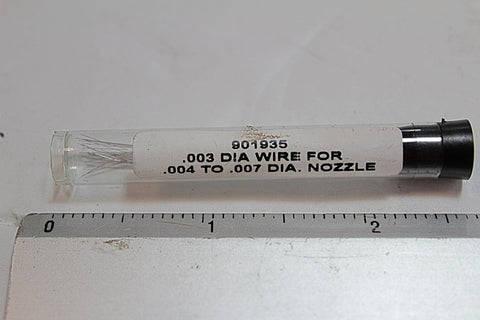 901935
.003 DIA WIRE FOR
.004 TO .007 DIA. NOZZLE
0 1 2